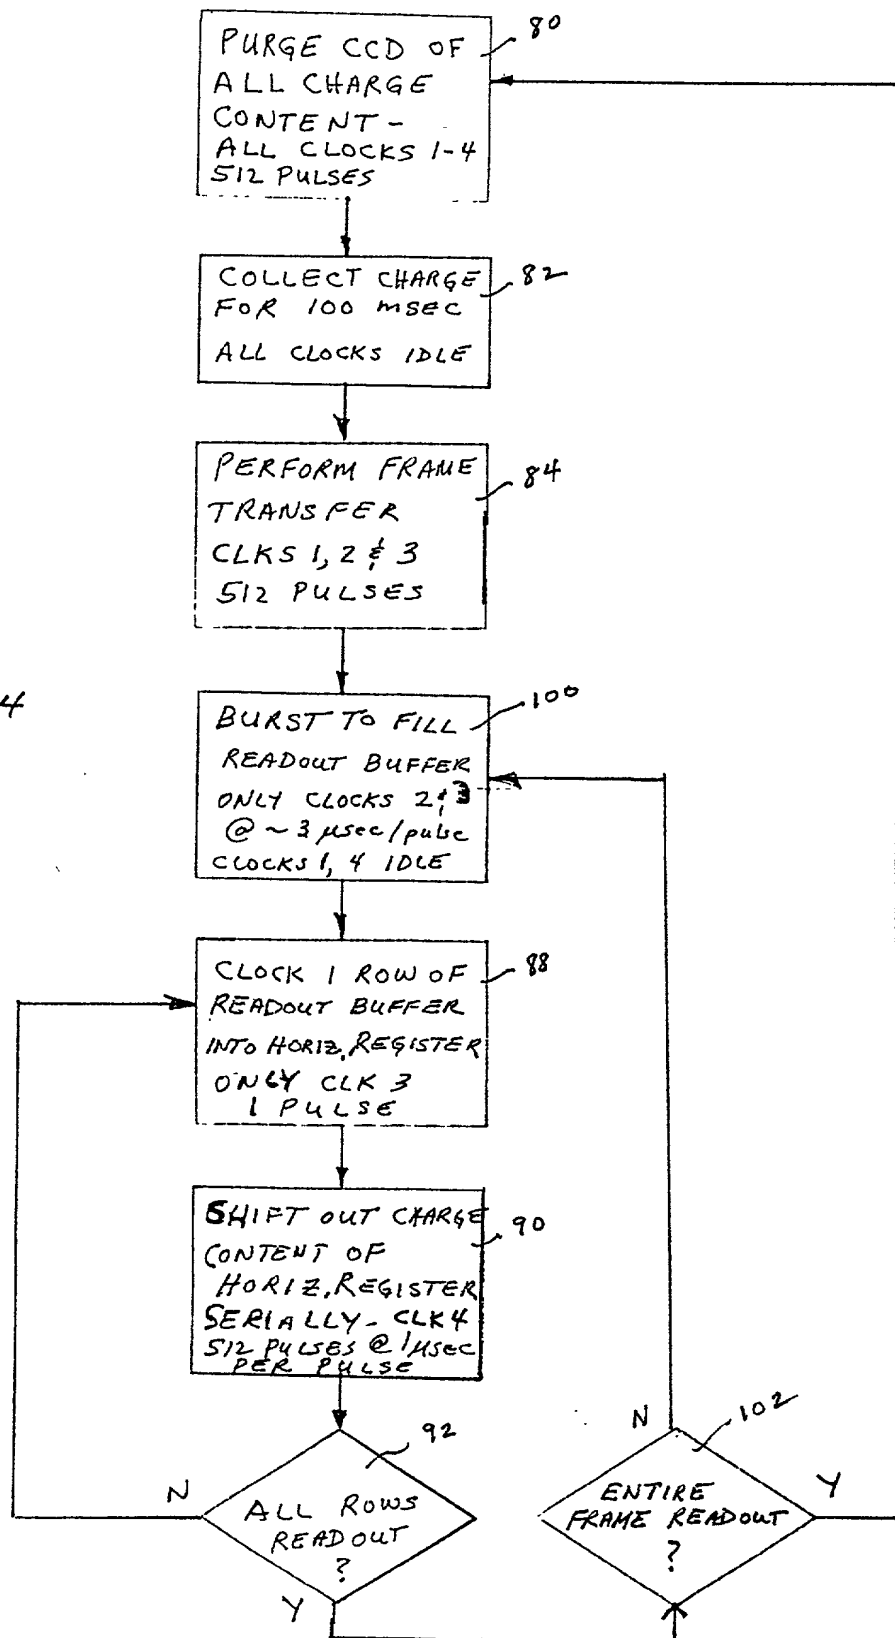 80
PURGE CCD OF
ALL CHARGE
CONTENT -
ALL CLOCKS 1-4
512 PULSES
82
COLLECT CHARGE
FOR 100 mSEC
ALL CLOCKS IDLE
84
PERFORM FRAME
TRANSFER
CLKS 1, 2 & 3
512 PULSES
4
100
BURST TO FILL
READOUT BUFFER
ONLY CLOCKS 2 & 3
@ ~ 3 μsec/pulse
CLOCKS 1, 4 IDLE
88
CLOCK 1 ROW OF
READOUT BUFFER
INTO HORIZ. REGISTER
ONLY CLK 3
1 PULSE
90
SHIFT OUT CHARGE
CONTENT OF
HORIZ. REGISTER
SERIALLY - CLK 4
512 PULSES @ 1 μsec
PER PULSE
92
N
ALL ROWS
READOUT
?
Y
102
N
ENTIRE
FRAME READOUT
?
Y